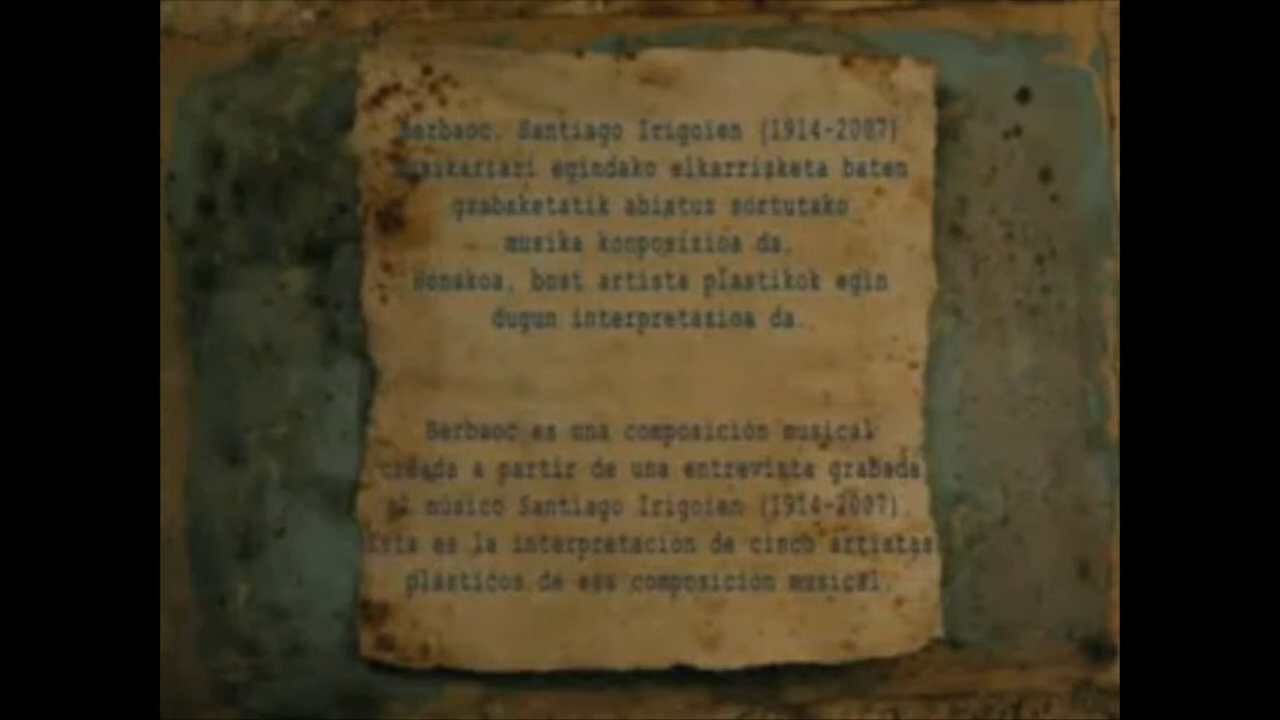 Berbaoc, Santiago Irigoien (1914-2007)
musikariari egindako elkarrizketa baten
grabaketatik abiatuz sortutako
musika konposizioa da.
Honakoa, bost artista plastikok egin
dugun interpretazioa da.
Berbaoc es una composición musical
creada a partir de una entrevista grabada
al músico Santiago Irigoien (1914-2007).
Esta es la interpretación de cinco artistas
plásticos de esa composición musical.